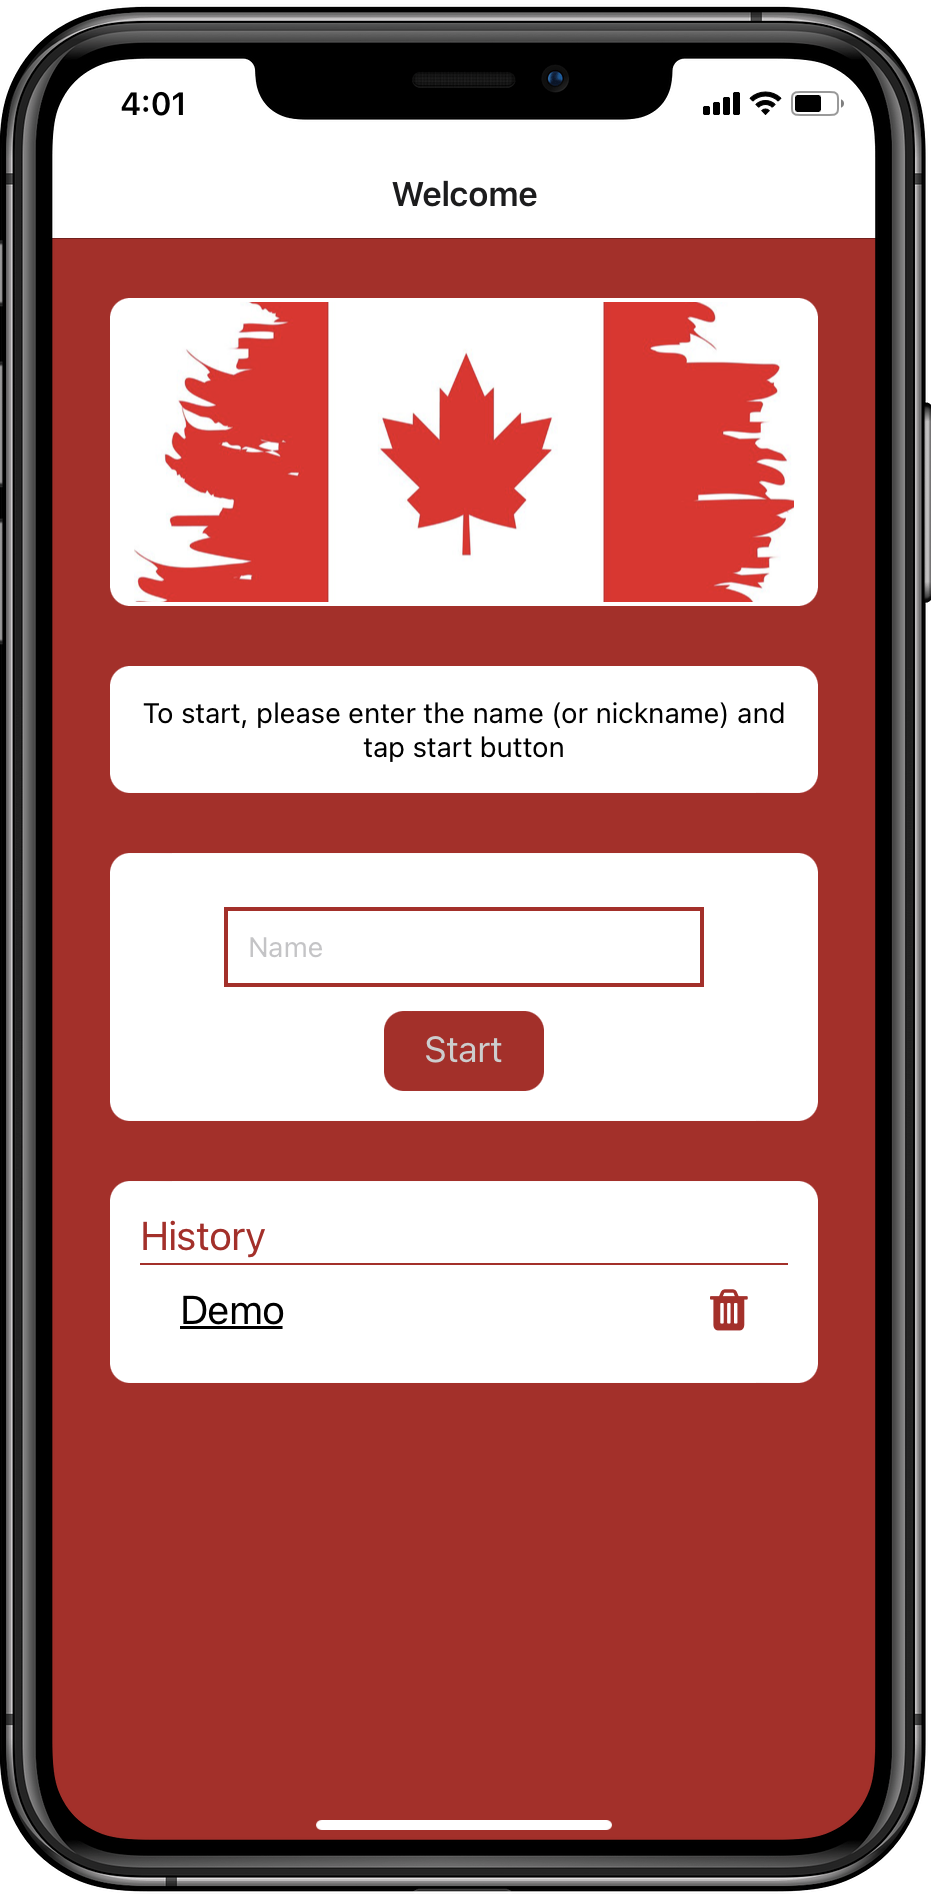 4:01
Welcome
To start, please enter the name (or nickname) and
tap start button
Name
Start
History
Demo